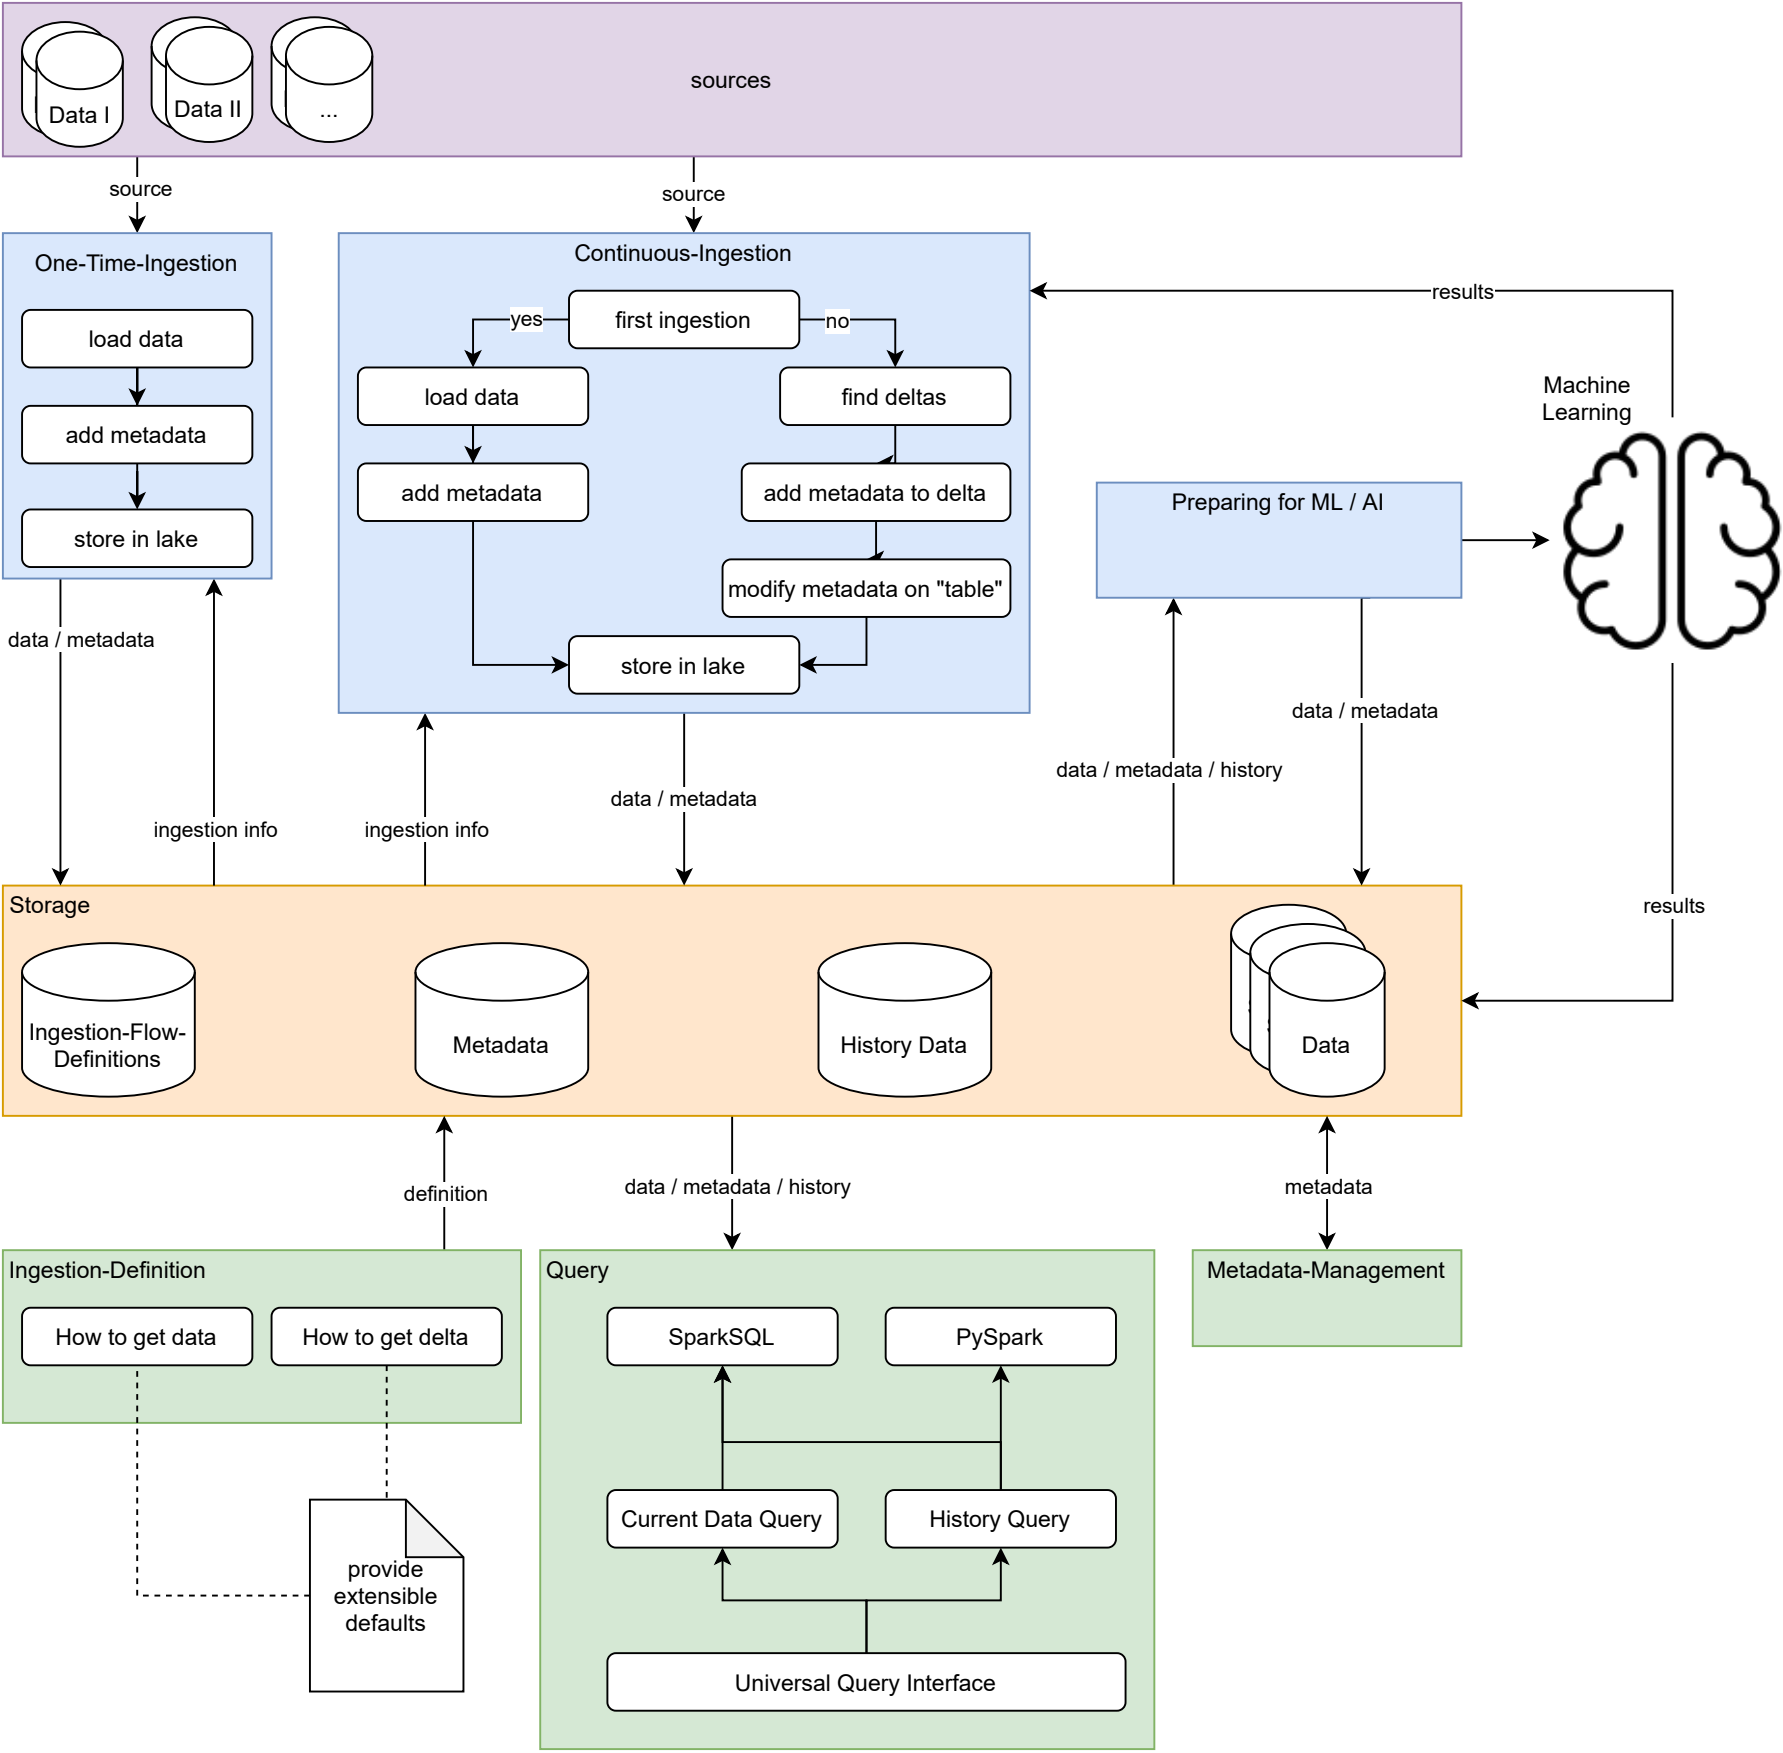 Data I
Data II
...
sources
source
source
One-Time-Ingestion
load data
add metadata
store in lake
Continuous-Ingestion
first ingestion
yes
no
load data
find deltas
add metadata
add metadata to delta
modify metadata on "table"
store in lake
results
Machine
Learning
Preparing for ML / AI
data / metadata
ingestion info
ingestion info
data / metadata
data / metadata / history
data / metadata
results
Storage
Ingestion-Flow-
Definitions
Metadata
History Data
Data
definition
data / metadata / history
metadata
Ingestion-Definition
How to get data
How to get delta
provide
extensible
defaults
Query
SparkSQL
PySpark
Current Data Query
History Query
Universal Query Interface
Metadata-Management